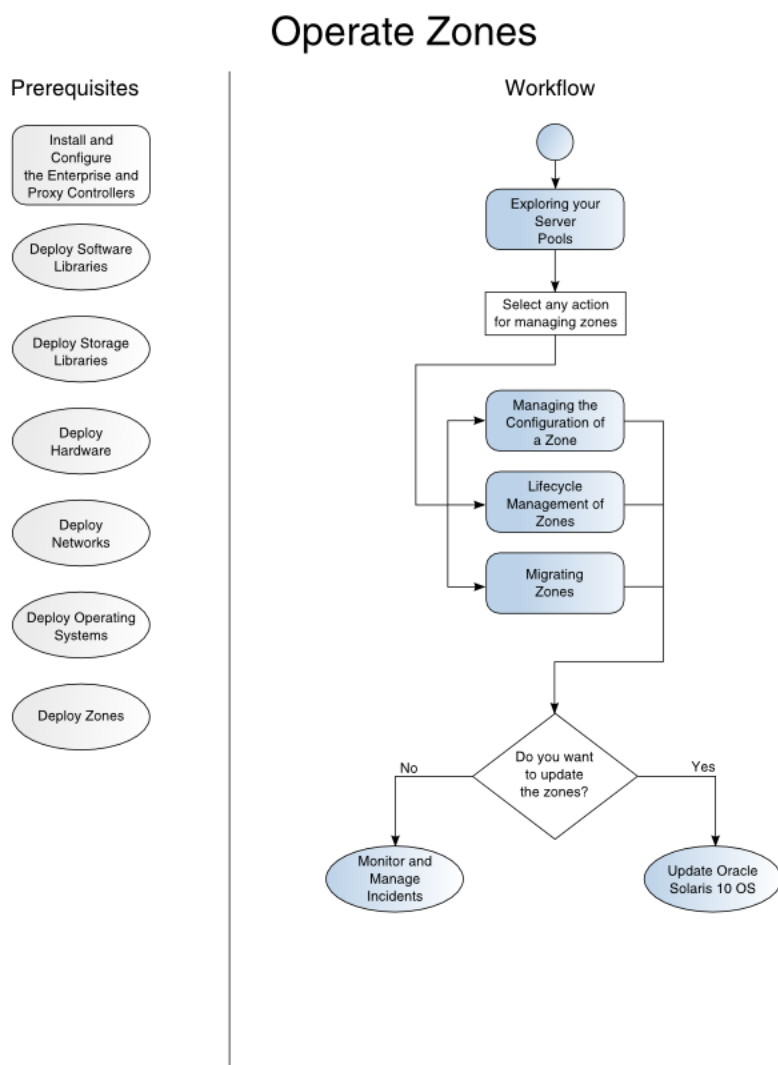 Operate Zones
Prerequisites
Install and
Configure
the Enterprise and
Proxy Controllers
Deploy Software
Libraries
Deploy Storage
Libraries
Deploy
Hardware
Deploy
Networks
Deploy Operating
Systems
Deploy Zones
Workflow
Exploring your
Server
Pools
Select any action
for managing zones
Managing the
Configuration of
a Zone
Lifecycle
Management of
Zones
Migrating
Zones
Do you want
to update
the zones?
No
Yes
Monitor and
Manage
Incidents
Update Oracle
Solaris 10 OS